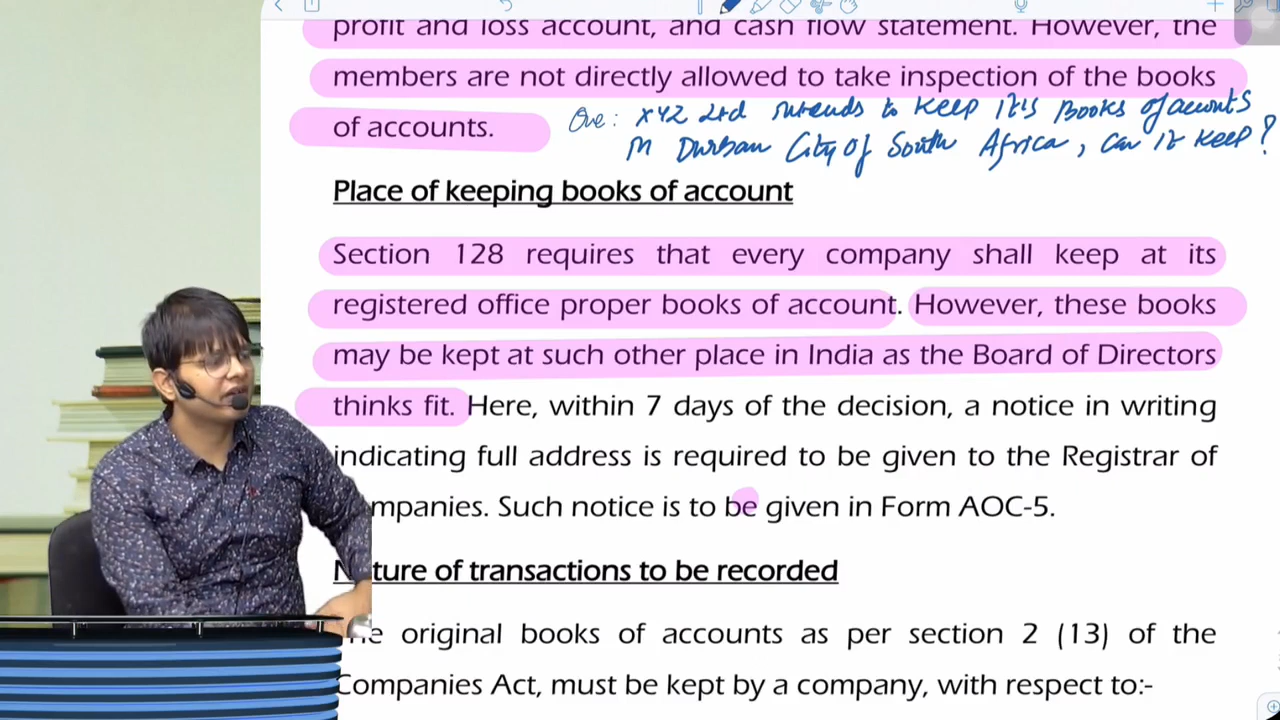 profit and loss account, and cash flow statement. However, the
members are not directly allowed to take inspection of the books
of accounts.
Que: XYZ Ltd intends to keep it's Books of accounts
in Durban City of South Africa, can it keep?
Place of keeping books of account
Section 128 requires that every company shall keep at its
registered office proper books of account. However, these books
may be kept at such other place in India as the Board of Directors
thinks fit. Here, within 7 days of the decision, a notice in writing
indicating full address is required to be given to the Registrar of
mpanies. Such notice is to be given in Form AOC-5.
Nature of transactions to be recorded
The original books of accounts as per section 2 (13) of the
Companies Act, must be kept by a company, with respect to:-